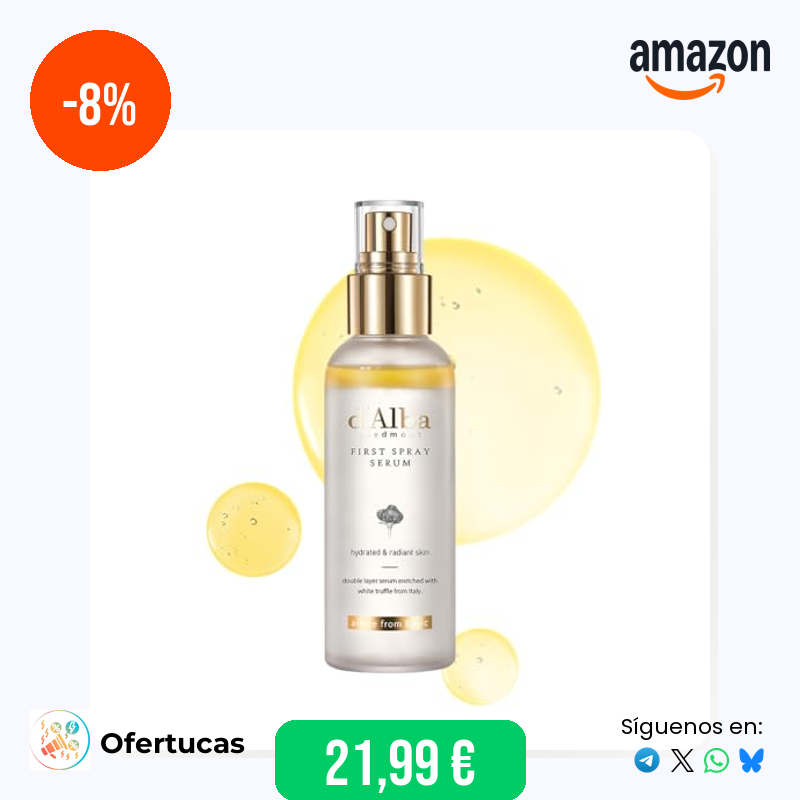 -8%
amazon
d'Alba
piedmont
FIRST SPRAY
SERUM
hydrated & radiant skin
double layer serum enriched with
white truffle from Italy.
Ofertucas
21,99 €
Síguenos en: